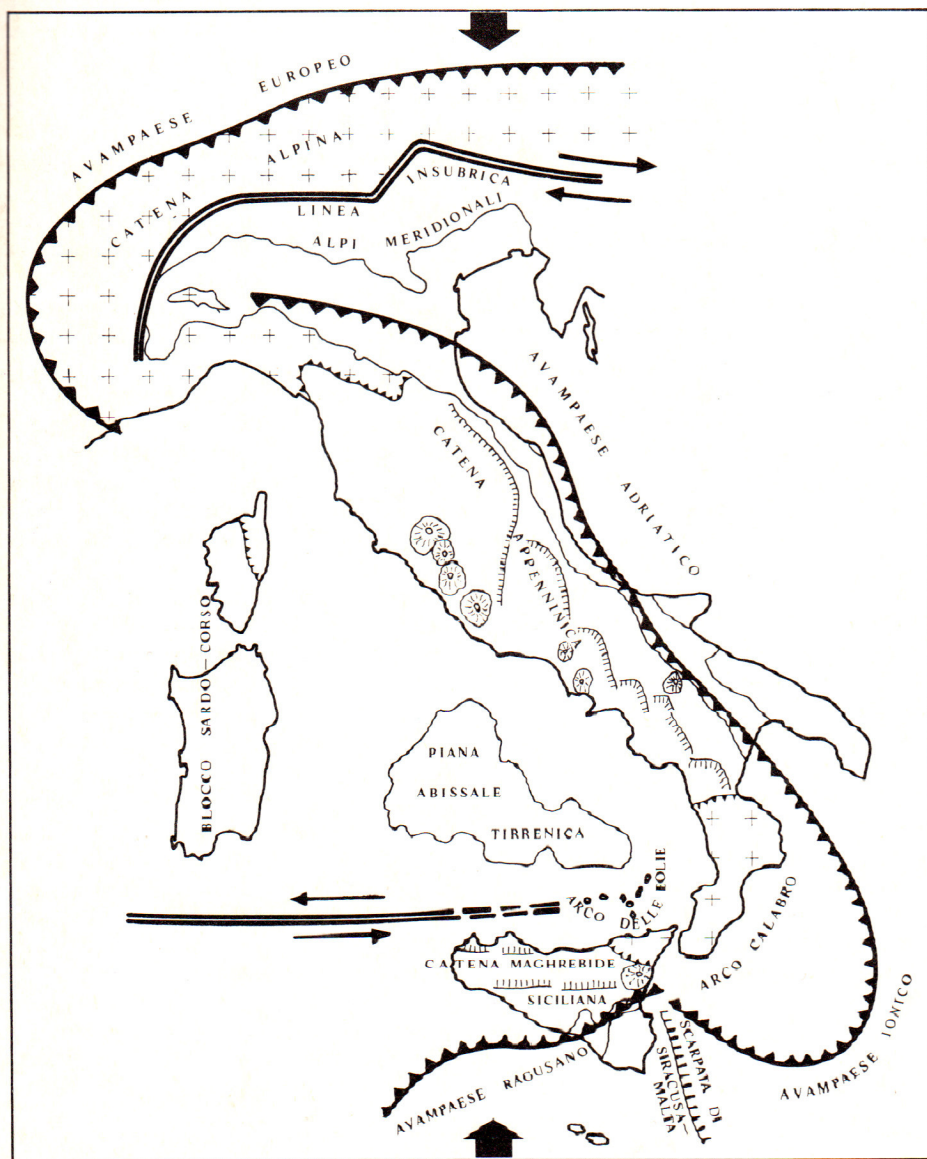 AVAMPAESE EUROPEO
CATENA ALPINA
LINEA INSUBRICA
ALPI MERIDIONALI
AVAMPAESE ADRIATICO
CATENA APPENNINICA
BLOCCO SARDO-CORSO
PIANA
ABISSALE
TIRRENICA
ARCO DELLE EOLIE
ARCO CALABRO
CATENA MAGHREBIDE
SICILIANA
AVAMPAESE RAGUSANO
SCARPATA DI
SIRACUSA-
MALTA
AVAMPAESE IONICO